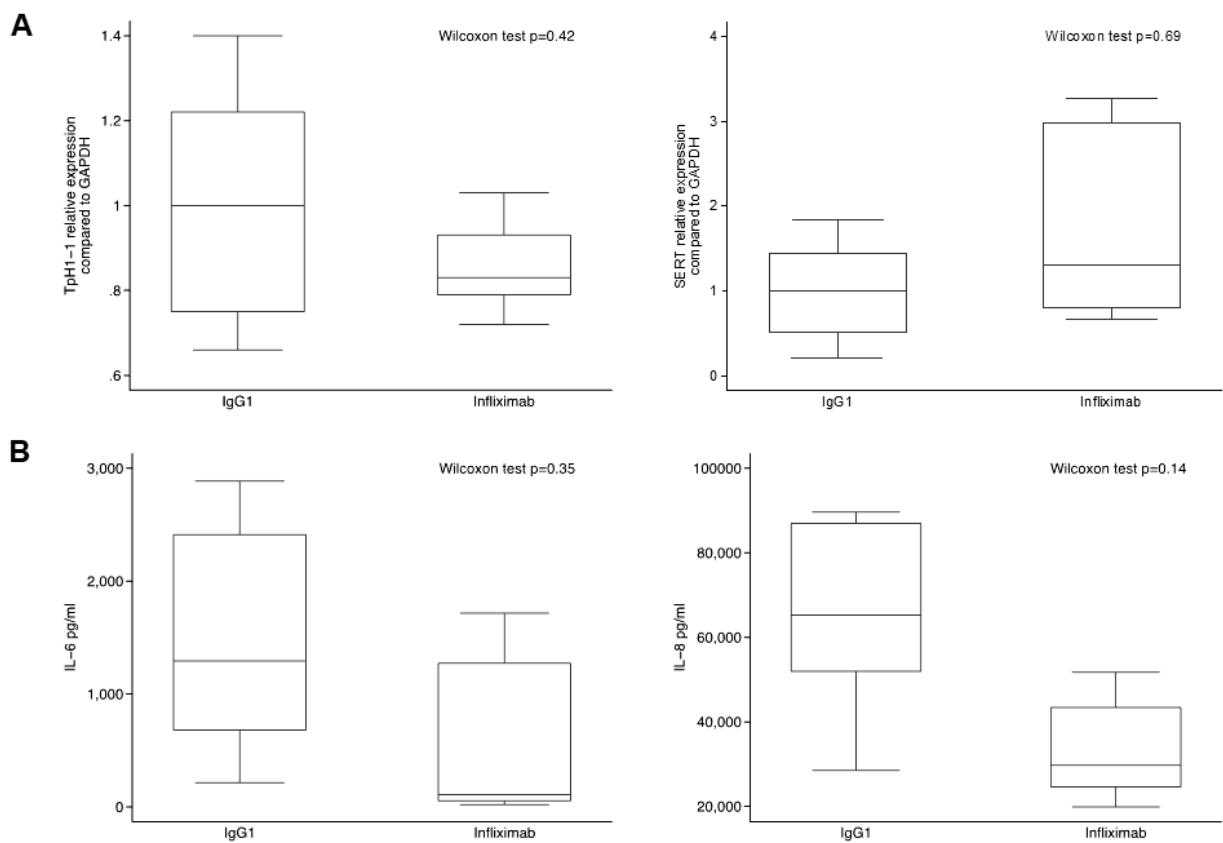 A
Wilcoxon test p=0.42
TpH1-1 relative expression
compared to GAPDH
1.4
1.2
1
.8
.6
IgG1
Infliximab
Wilcoxon test p=0.69
SERT relative expression
compared to GAPDH
4
3
2
1
0
IgG1
Infliximab
B
Wilcoxon test p=0.35
IL-6 pg/ml
3,000
2,000
1,000
0
IgG1
Infliximab
Wilcoxon test p=0.14
IL-8 pg/ml
100000
80,000
60,000
40,000
20,000
IgG1
Infliximab